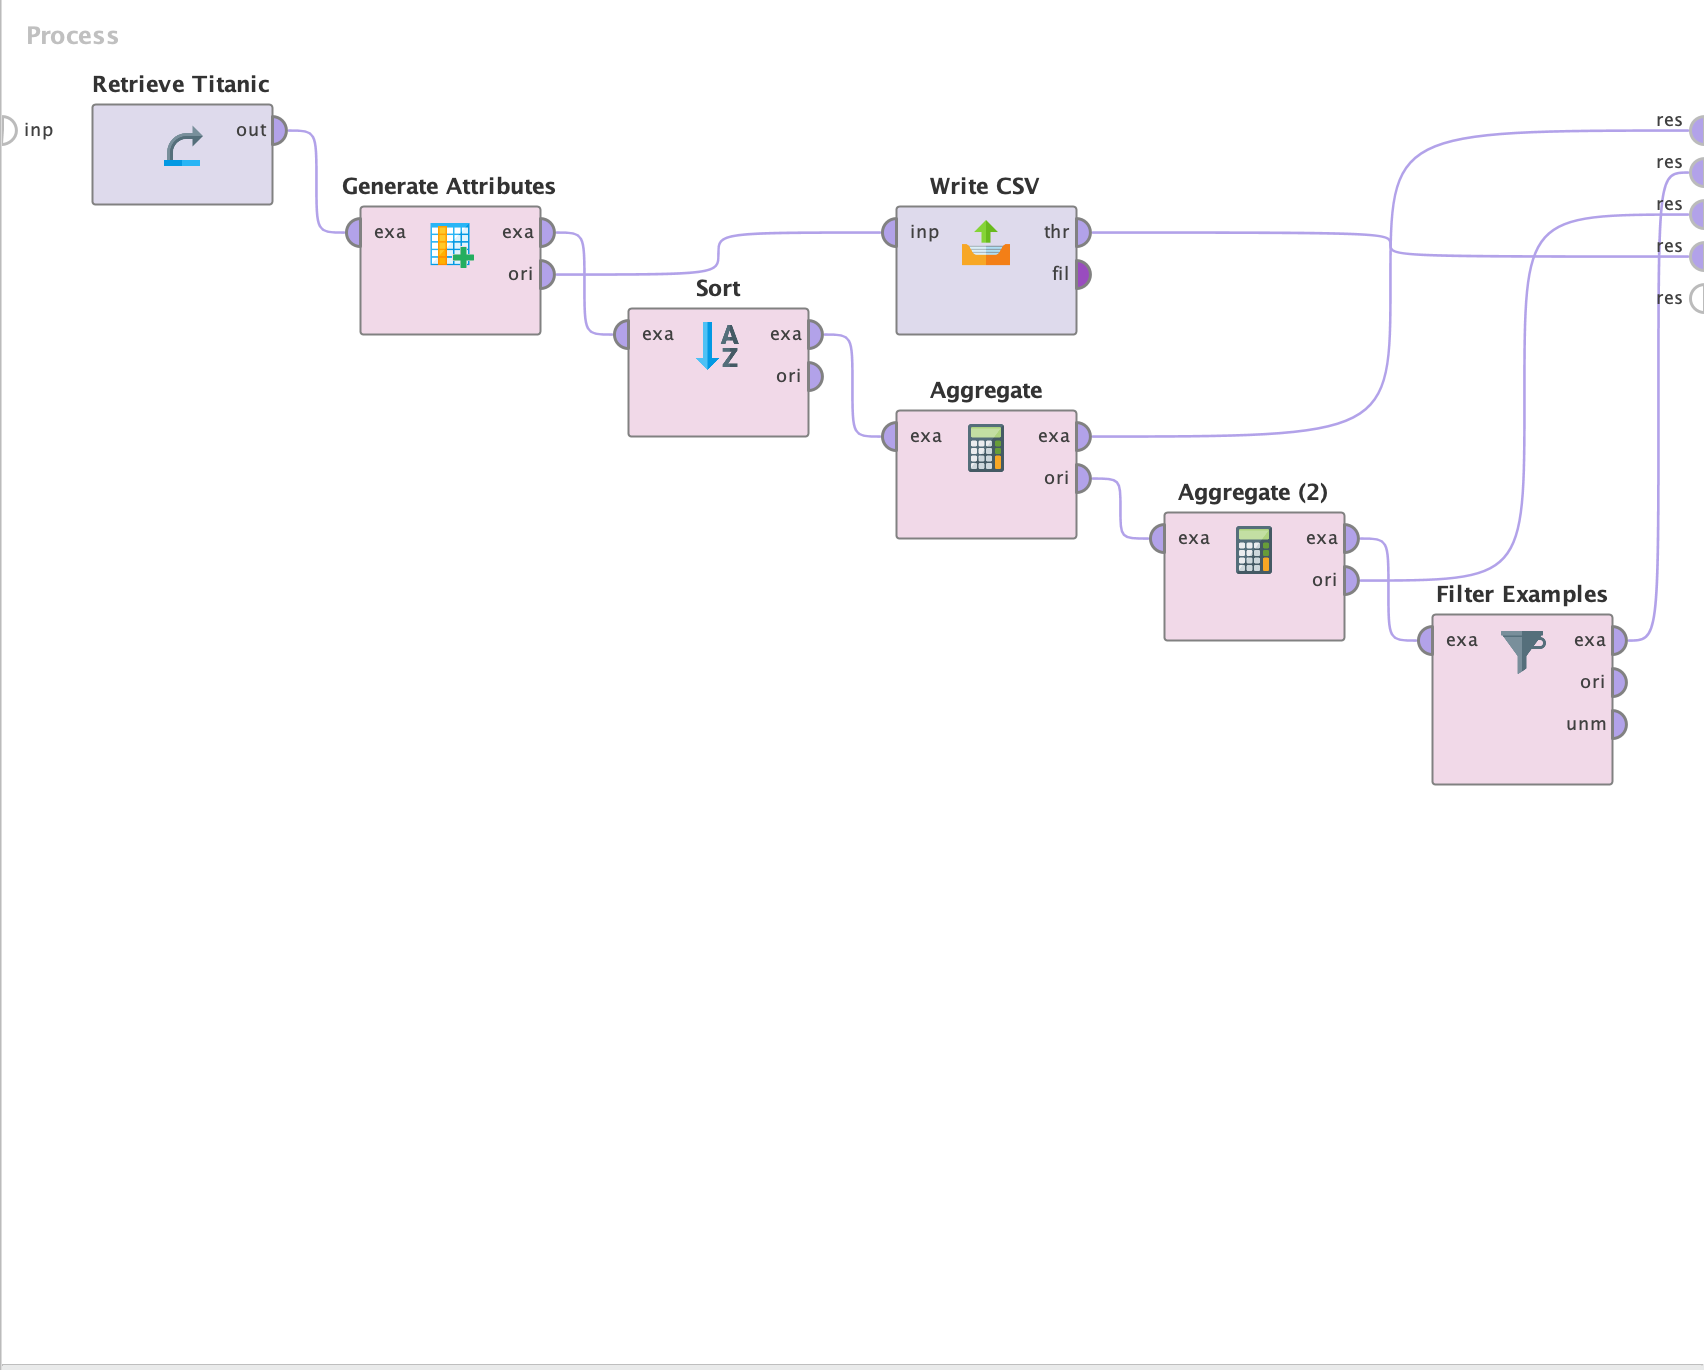 Process
Retrieve Titanic
inp
out
res
res
Generate Attributes
Write CSV
res
exa
exa
inp
thr
res
ori
fil
Sort
res
exa
A
Z
exa
ori
Aggregate
exa
exa
ori
Aggregate (2)
exa
exa
ori
Filter Examples
exa
exa
ori
unm